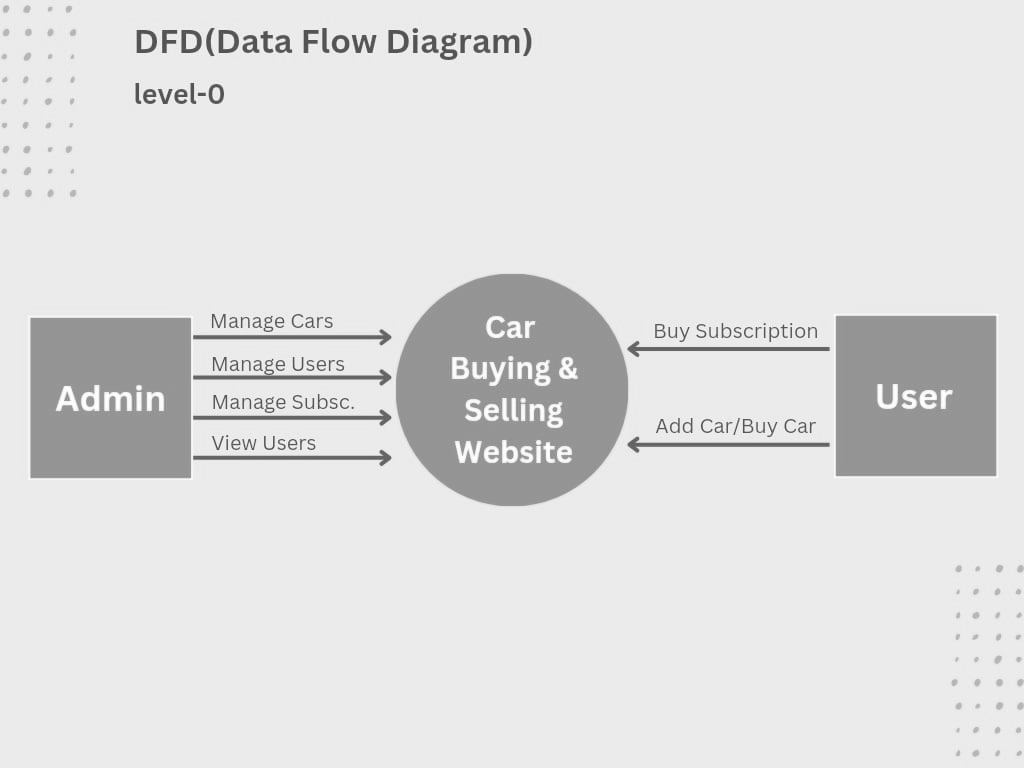 DFD(Data Flow Diagram)
level-0
Manage Cars
Manage Users
Manage Subsc.
View Users
Admin
Car
Buying &
Selling
Website
Buy Subscription
Add Car/Buy Car
User